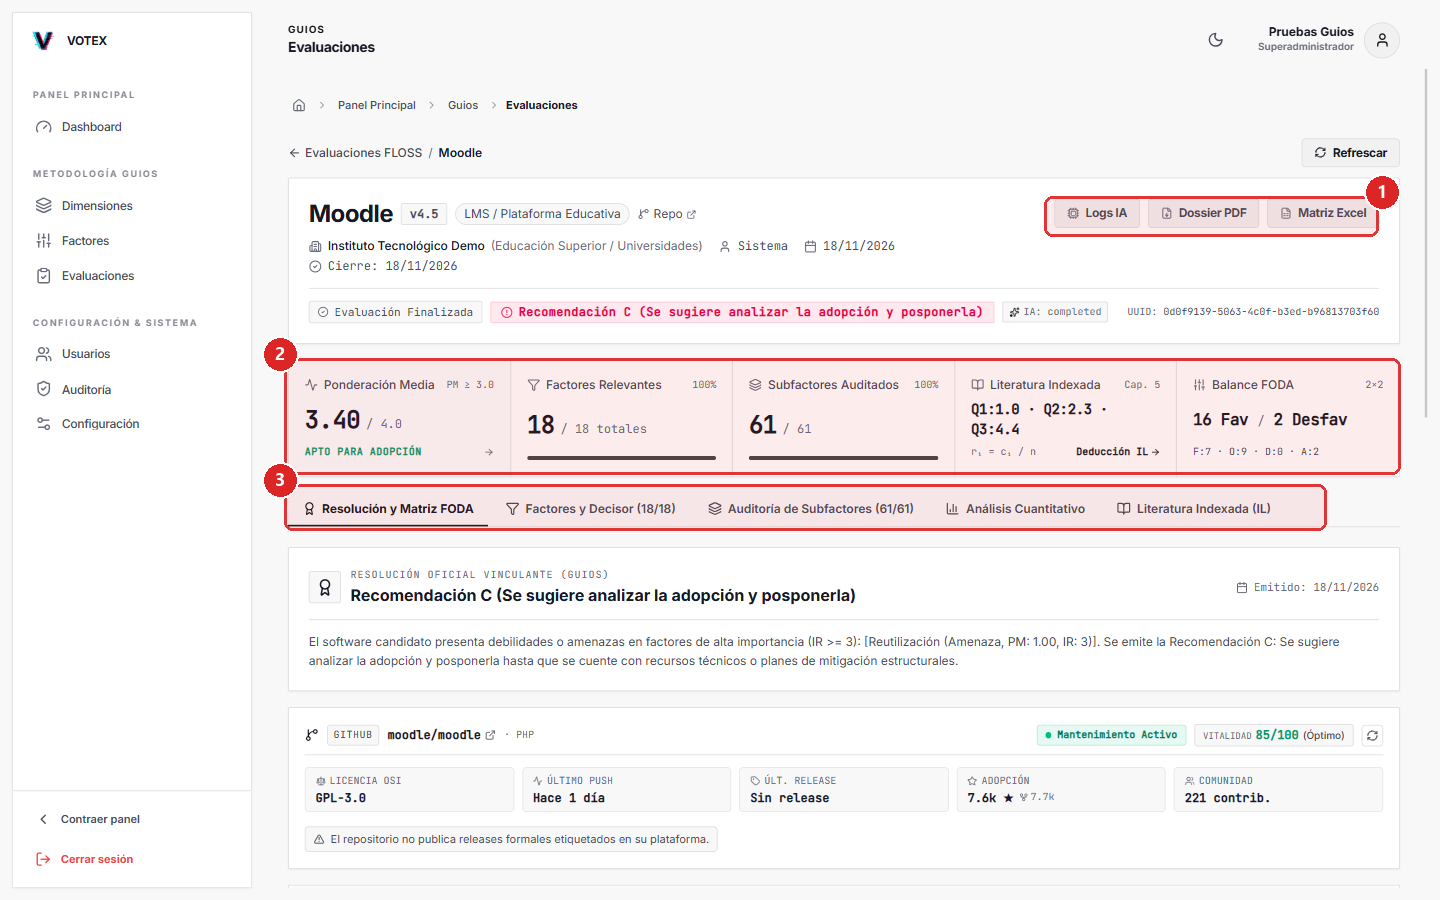 VOTEX
PANEL PRINCIPAL
Dashboard
METODOLOGÍA GUIOS
Dimensiones
Factores
Evaluaciones
CONFIGURACIÓN & SISTEMA
Usuarios
Auditoría
Configuración
Contraer panel
Cerrar sesión
GUIOS
Evaluaciones
Pruebas Guios
Superadministrador
Panel Principal > Guios > Evaluaciones
← Evaluaciones FLOSS / Moodle
Refrescar
1
Moodle v4.5 LMS / Plataforma Educativa Repo
Logs IA Dossier PDF Matriz Excel
Instituto Tecnológico Demo (Educación Superior / Universidades) Sistema 18/11/2026
Cierre: 18/11/2026
Evaluación Finalizada Recomendación C (Se sugiere analizar la adopción y posponerla) IA: completed UUID: 0d0f9139-5063-4c0f-b3ed-b96813703f60
2
Ponderación Media PM ≥ 3.0
3.40 / 4.0
APTO PARA ADOPCIÓN →
Factores Relevantes 100%
18 / 18 totales
Subfactores Auditados 100%
61 / 61
Literatura Indexada Cap. 5
Q1:1.0 · Q2:2.3 ·
Q3:4.4
rᵢ = cᵢ / n Deducción IL →
Balance FODA 2×2
16 Fav / 2 Desfav
F:7 · O:9 · D:0 · A:2
3
Resolución y Matriz FODA Factores y Decisor (18/18) Auditoría de Subfactores (61/61) Análisis Cuantitativo Literatura Indexada (IL)
RESOLUCIÓN OFICIAL VINCULANTE (GUIOS)
Recomendación C (Se sugiere analizar la adopción y posponerla)
Emitido: 18/11/2026
El software candidato presenta debilidades o amenazas en factores de alta importancia (IR >= 3): [Reutilización (Amenaza, PM: 1.00, IR: 3)]. Se emite la Recomendación C: Se sugiere
analizar la adopción y posponerla hasta que se cuente con recursos técnicos o planes de mitigación estructurales.
GITHUB moodle/moodle · PHP
Mantenimiento Activo VITALIDAD 85/100 (Óptimo)
LICENCIA OSI
GPL-3.0
ÚLTIMO PUSH
Hace 1 día
ÚLT. RELEASE
Sin release
ADOPCIÓN
7.6k ★ 7.7k
COMUNIDAD
221 contrib.
El repositorio no publica releases formales etiquetados en su plataforma.